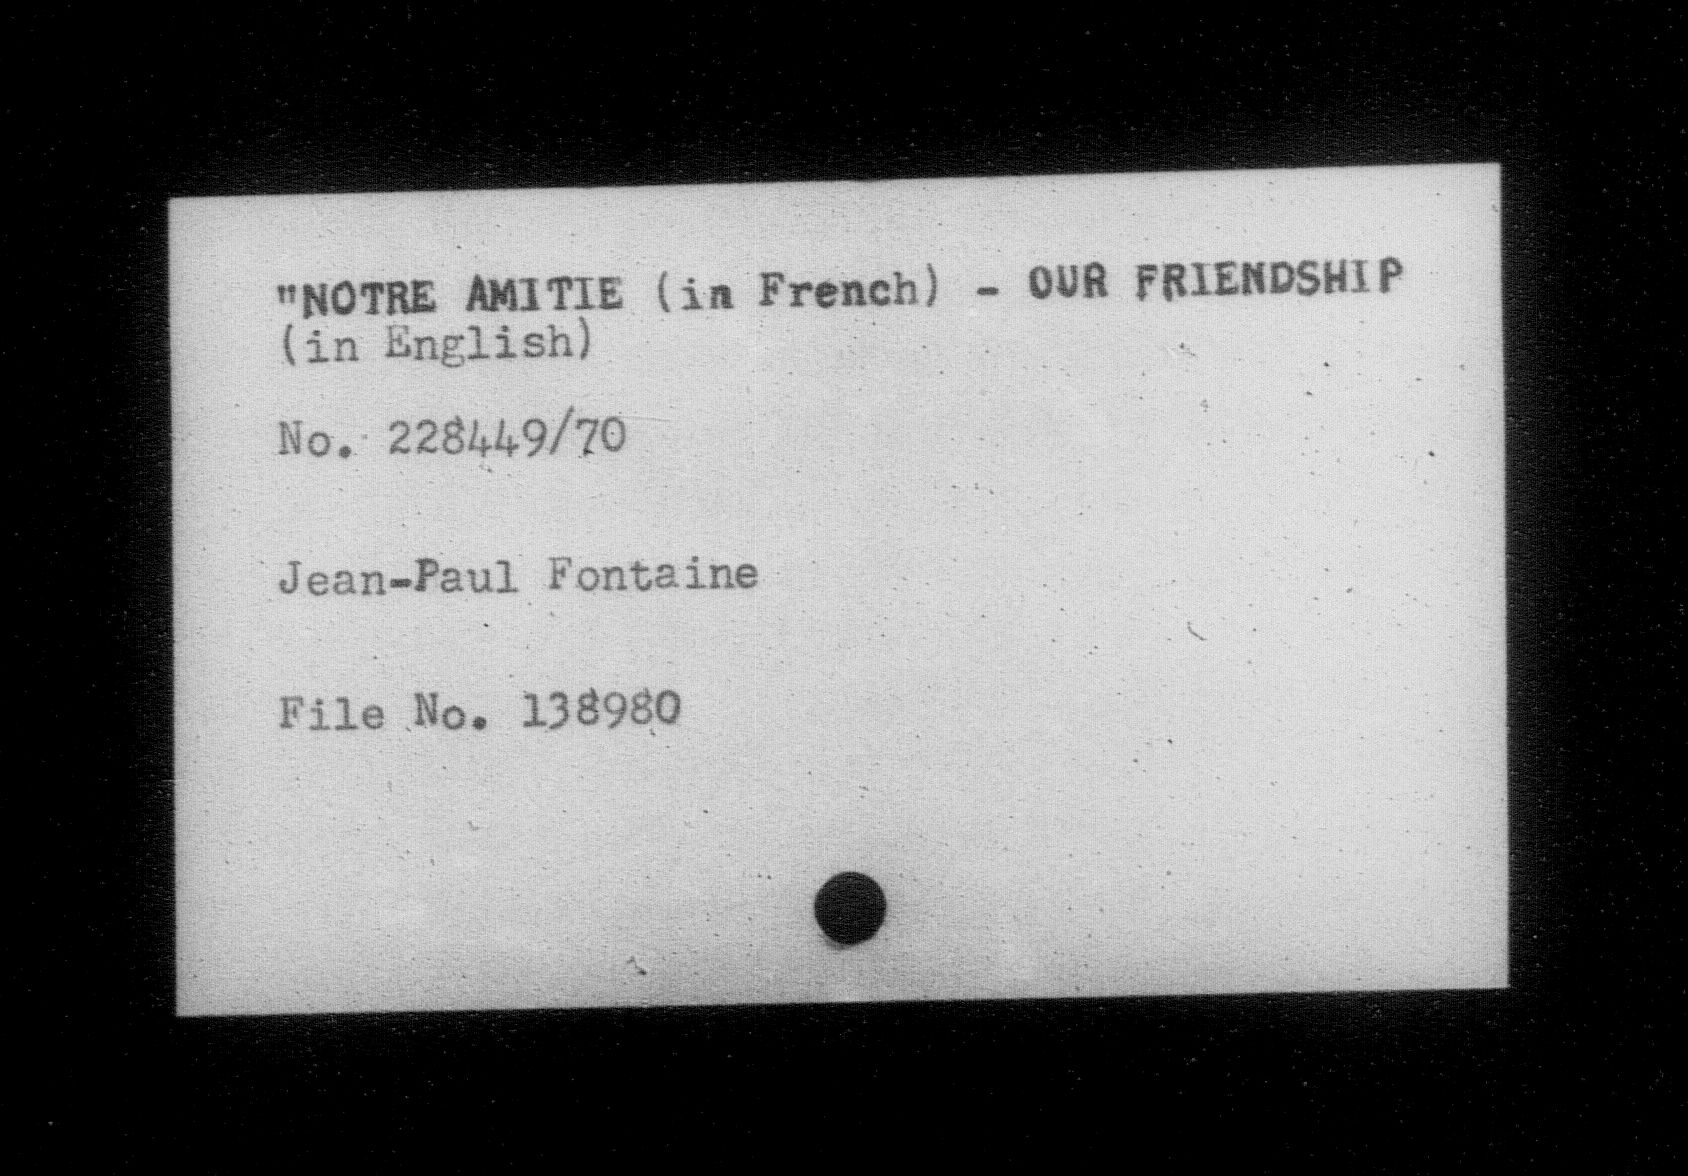 "NOTRE AMITIE (in French) - OUR FRIENDSHIP
(in English)
No. 228449/70
Jean-Paul Fontaine
File No. 138980